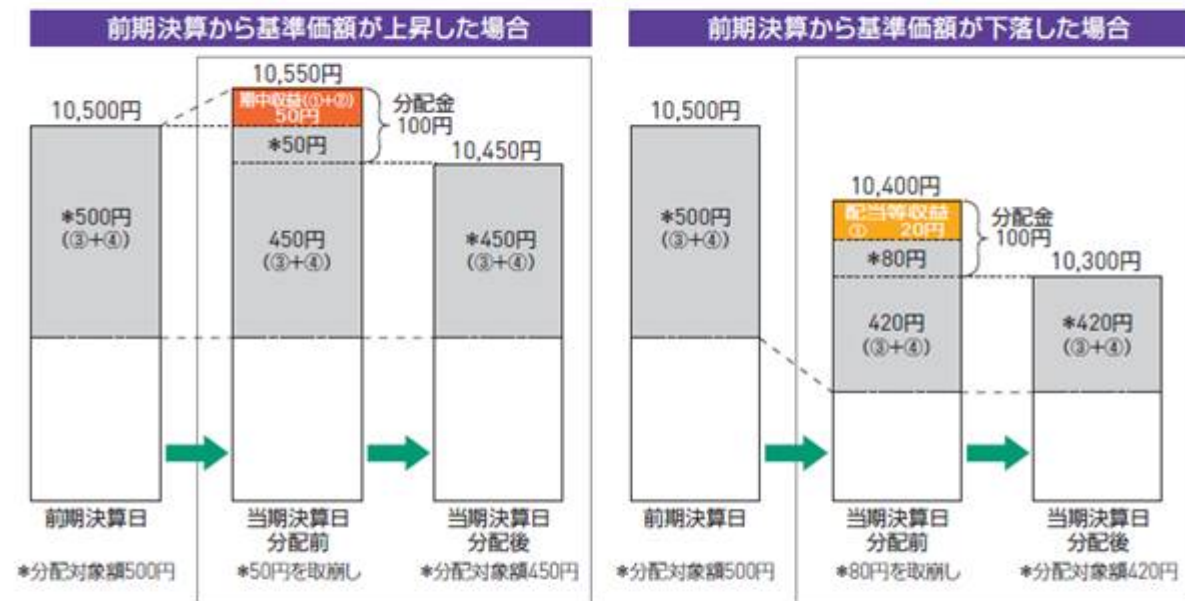 前期決算から基準価額が上昇した場合
10,550円
10,500円
期中収益(①+②)
50円
分配金
100円
*50円
10,450円
*500円
(③+④)
450円
(③+④)
*450円
(③+④)
前期決算日
当期決算日
分配前
当期決算日
分配後
*分配対象額500円
*50円を取崩し
*分配対象額450円
前期決算から基準価額が下落した場合
10,500円
10,400円
配当等収益
① 20円
分配金
100円
*80円
10,300円
*500円
(③+④)
420円
(③+④)
*420円
(③+④)
前期決算日
当期決算日
分配前
当期決算日
分配後
*分配対象額500円
*80円を取崩し
*分配対象額420円